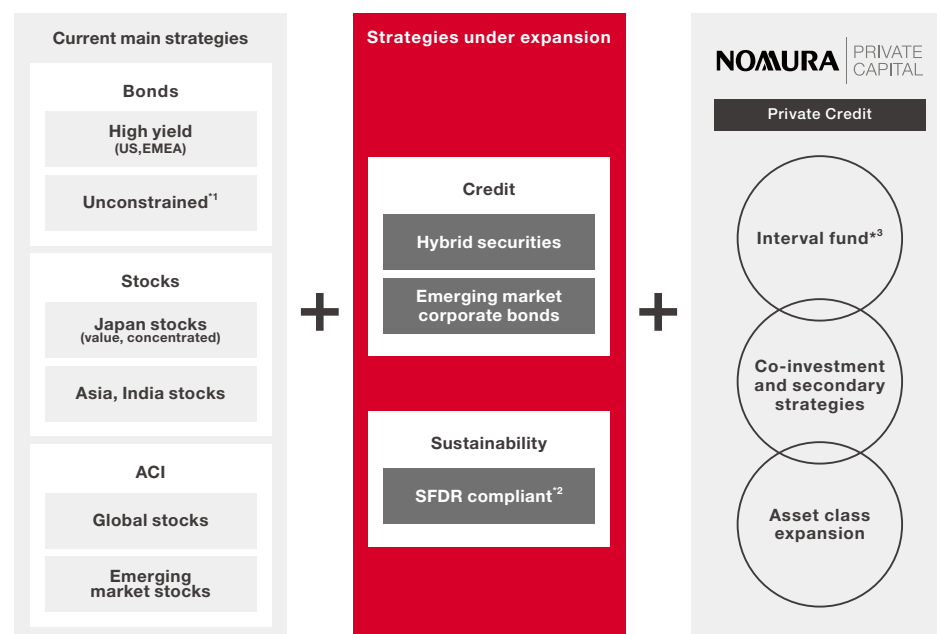 Current main strategies
Bonds
High yield
(US,EMEA)
Unconstrained*1
Stocks
Japan stocks
(value, concentrated)
Asia, India stocks
ACI
Global stocks
Emerging
market stocks
+
Strategies under expansion
Credit
Hybrid securities
Emerging market
corporate bonds
Sustainability
SFDR compliant*2
+
NOMURA
PRIVATE
CAPITAL
Private Credit
Interval fund*3
Co-investment
and secondary
strategies
Asset class
expansion